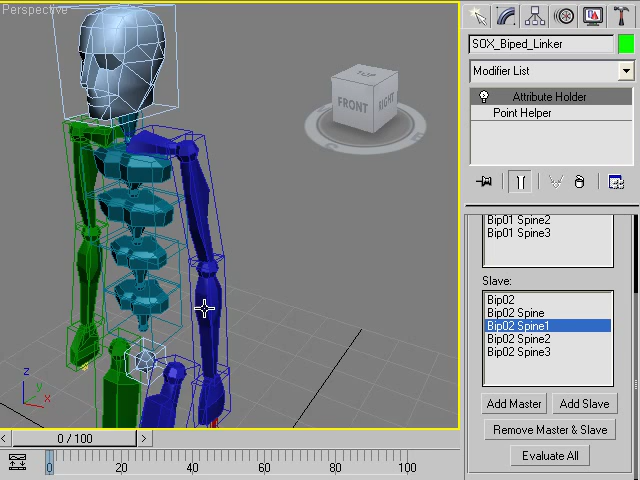 Perspective
TOP
FRONT
RIGHT
z
y
x
SOX_Biped_Linker
Modifier List
Attribute Holder
Point Helper
Bip01 Spine2
Bip01 Spine3
Slave:
Bip02
Bip02 Spine
Bip02 Spine1
Bip02 Spine2
Bip02 Spine3
Add Master
Add Slave
Remove Master & Slave
Evaluate All
< 0 / 100 >
0 20 40 60 80 100